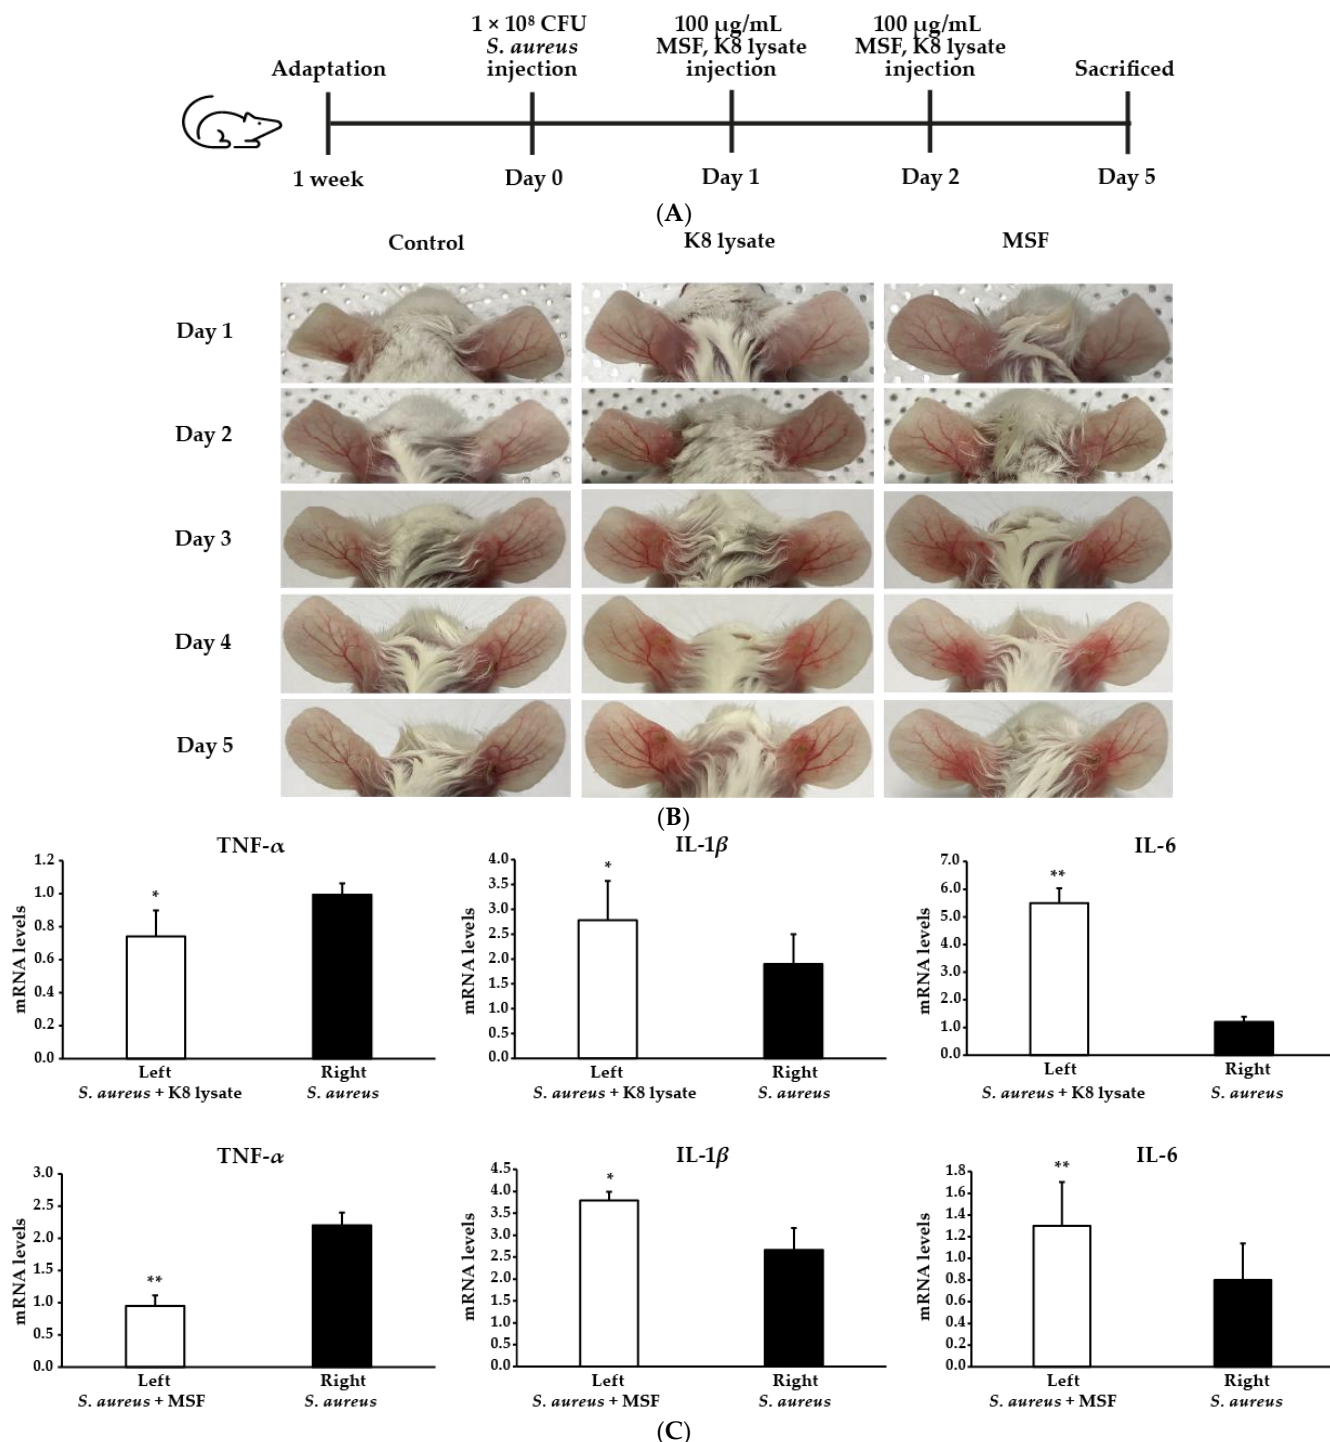 1 × 10⁸ CFU
S. aureus
injection
100 µg/mL
MSF, K8 lysate
injection
100 µg/mL
MSF, K8 lysate
injection
Adaptation
Sacrificed
1 week
Day 0
Day 1
Day 2
Day 5
(A)
Control
K8 lysate
MSF
Day 1
Day 2
Day 3
Day 4
Day 5
(B)
TNF-α
mRNA levels
1.2
1.0
0.8
0.6
0.4
0.2
0.0
*
Left
S. aureus + K8 lysate
Right
S. aureus
IL-1β
mRNA levels
4.0
3.5
3.0
2.5
2.0
1.5
1.0
0.5
0.0
*
Left
S. aureus + K8 lysate
Right
S. aureus
IL-6
mRNA levels
7.0
6.0
5.0
4.0
3.0
2.0
1.0
0.0
**
Left
S. aureus + K8 lysate
Right
S. aureus
TNF-α
mRNA levels
3.0
2.5
2.0
1.5
1.0
0.5
0.0
**
Left
S. aureus + MSF
Right
S. aureus
IL-1β
mRNA levels
4.5
4.0
3.5
3.0
2.5
2.0
1.5
1.0
0.5
0.0
*
Left
S. aureus + MSF
Right
S. aureus
IL-6
mRNA levels
1.8
1.6
1.4
1.2
1.0
0.8
0.6
0.4
0.2
0.0
**
Left
S. aureus + MSF
Right
S. aureus
(C)